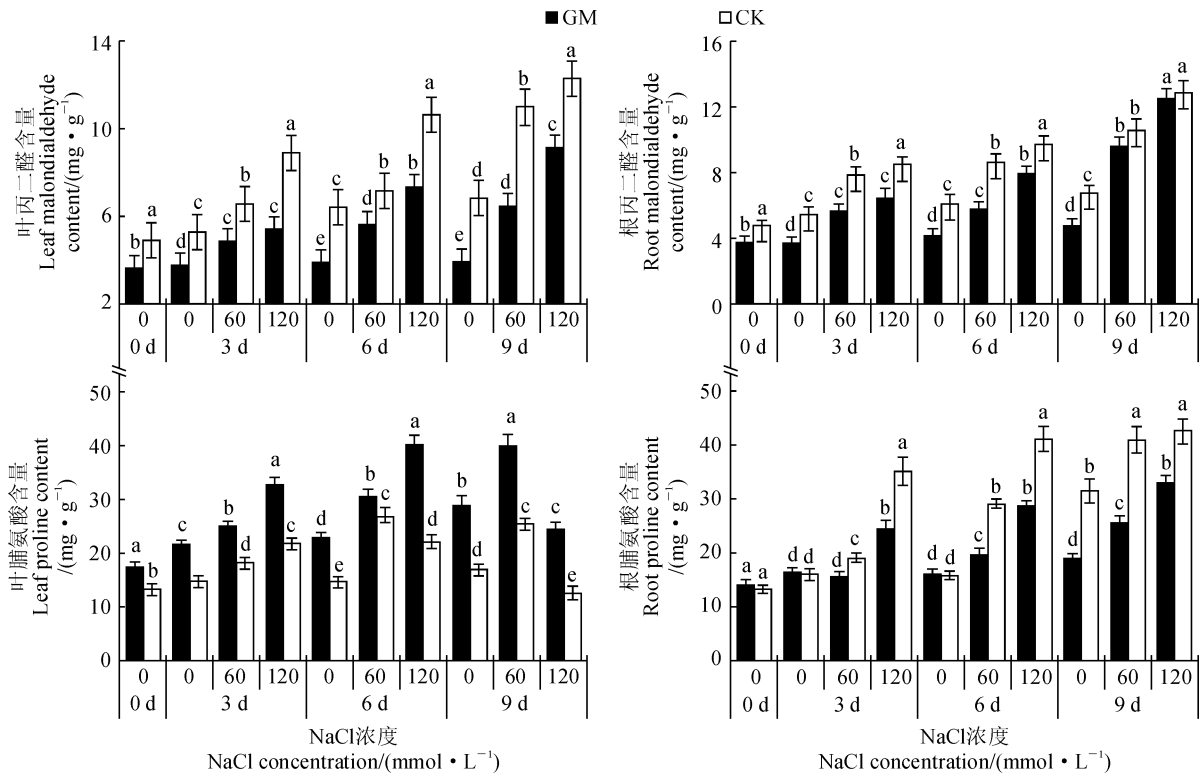 GM
CK
叶丙二醛含量
Leaf malondialdehyde
content/(mg·g⁻¹)
14
10
6
2
b a
d c c b c a
e c d b b a
e d d b c a
0 0 60 120 0 60 120 0 60 120
0 d 3 d 6 d 9 d
根丙二醛含量
Root malondialdehyde
content/(mg·g⁻¹)
16
12
8
4
0
b a
d c c b c a
d c c b b a
d c b b a a
0 0 60 120 0 60 120 0 60 120
0 d 3 d 6 d 9 d
叶脯氨酸含量
Leaf proline content
/(mg·g⁻¹)
50
40
30
20
10
0
a b
c b d a c
d e b c a d
b d a c c e
0 0 60 120 0 60 120 0 60 120
0 d 3 d 6 d 9 d
NaCl浓度
NaCl concentration/(mmol·L⁻¹)
根脯氨酸含量
Root proline content
/(mg·g⁻¹)
50
40
30
20
10
0
a a
d d d c b a
d d c b b a
d b c a b a
0 0 60 120 0 60 120 0 60 120
0 d 3 d 6 d 9 d
NaCl浓度
NaCl concentration/(mmol·L⁻¹)